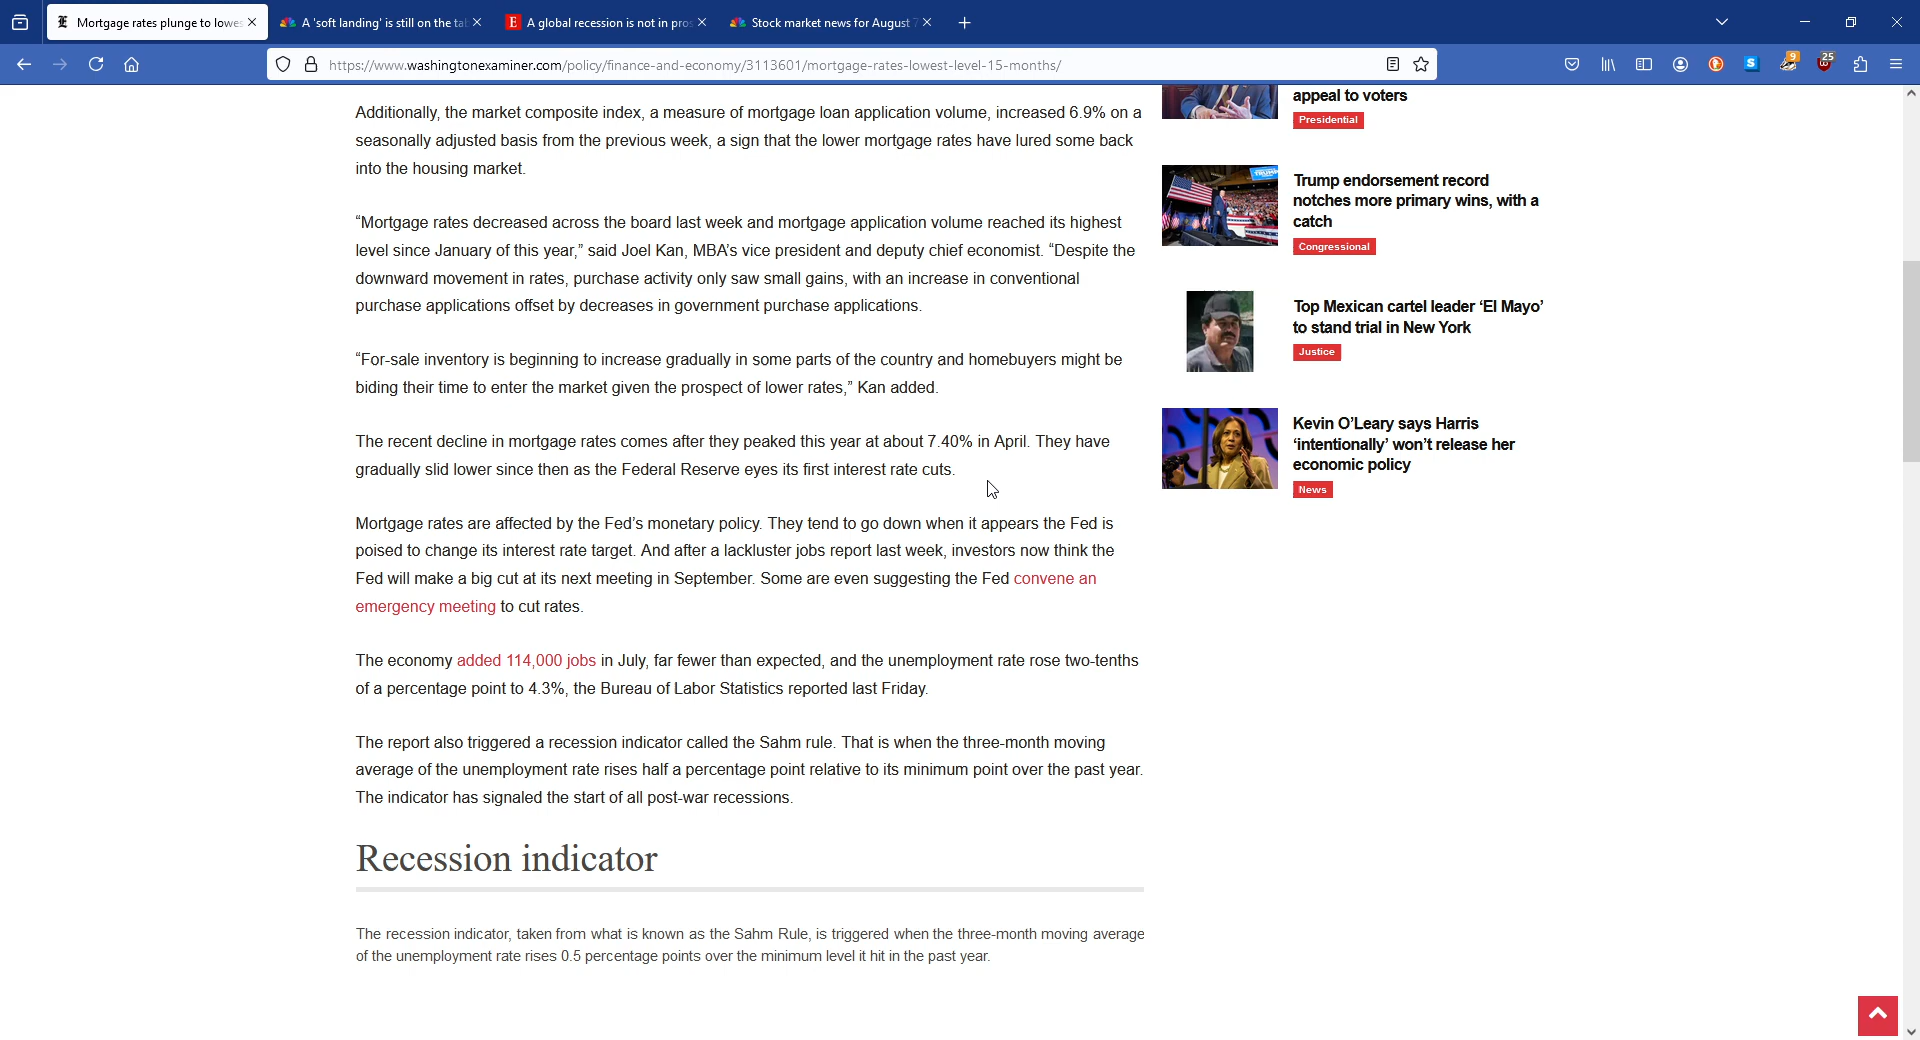 Mortgage rates plunge to lowes
A 'soft landing' is still on the ta
A global recession is not in pros
Stock market news for August 7
https://www.washingtonexaminer.com/policy/finance-and-economy/3113601/mortgage-rates-lowest-level-15-months/
9
25
Additionally, the market composite index, a measure of mortgage loan application volume, increased 6.9% on a
seasonally adjusted basis from the previous week, a sign that the lower mortgage rates have lured some back
into the housing market.
“Mortgage rates decreased across the board last week and mortgage application volume reached its highest
level since January of this year,” said Joel Kan, MBA’s vice president and deputy chief economist. “Despite the
downward movement in rates, purchase activity only saw small gains, with an increase in conventional
purchase applications offset by decreases in government purchase applications.
“For-sale inventory is beginning to increase gradually in some parts of the country and homebuyers might be
biding their time to enter the market given the prospect of lower rates,” Kan added.
The recent decline in mortgage rates comes after they peaked this year at about 7.40% in April. They have
gradually slid lower since then as the Federal Reserve eyes its first interest rate cuts.
Mortgage rates are affected by the Fed’s monetary policy. They tend to go down when it appears the Fed is
poised to change its interest rate target. And after a lackluster jobs report last week, investors now think the
Fed will make a big cut at its next meeting in September. Some are even suggesting the Fed convene an
emergency meeting to cut rates.
The economy added 114,000 jobs in July, far fewer than expected, and the unemployment rate rose two-tenths
of a percentage point to 4.3%, the Bureau of Labor Statistics reported last Friday.
The report also triggered a recession indicator called the Sahm rule. That is when the three-month moving
average of the unemployment rate rises half a percentage point relative to its minimum point over the past year.
The indicator has signaled the start of all post-war recessions.
Recession indicator
The recession indicator, taken from what is known as the Sahm Rule, is triggered when the three-month moving average
of the unemployment rate rises 0.5 percentage points over the minimum level it hit in the past year.
appeal to voters
Presidential
Trump endorsement record
notches more primary wins, with a
catch
Congressional
Top Mexican cartel leader ‘El Mayo’
to stand trial in New York
Justice
Kevin O’Leary says Harris
‘intentionally’ won’t release her
economic policy
News